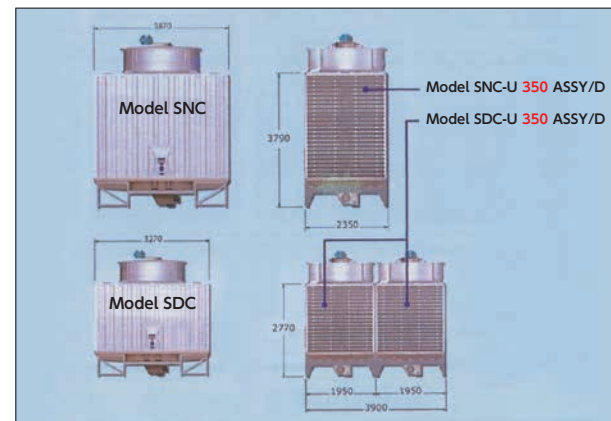 3870
Model SNC
3790
2350
Model SNC-U 350 ASSY/D
Model SDC-U 350 ASSY/D
3270
Model SDC
2770
1950 1950
3900